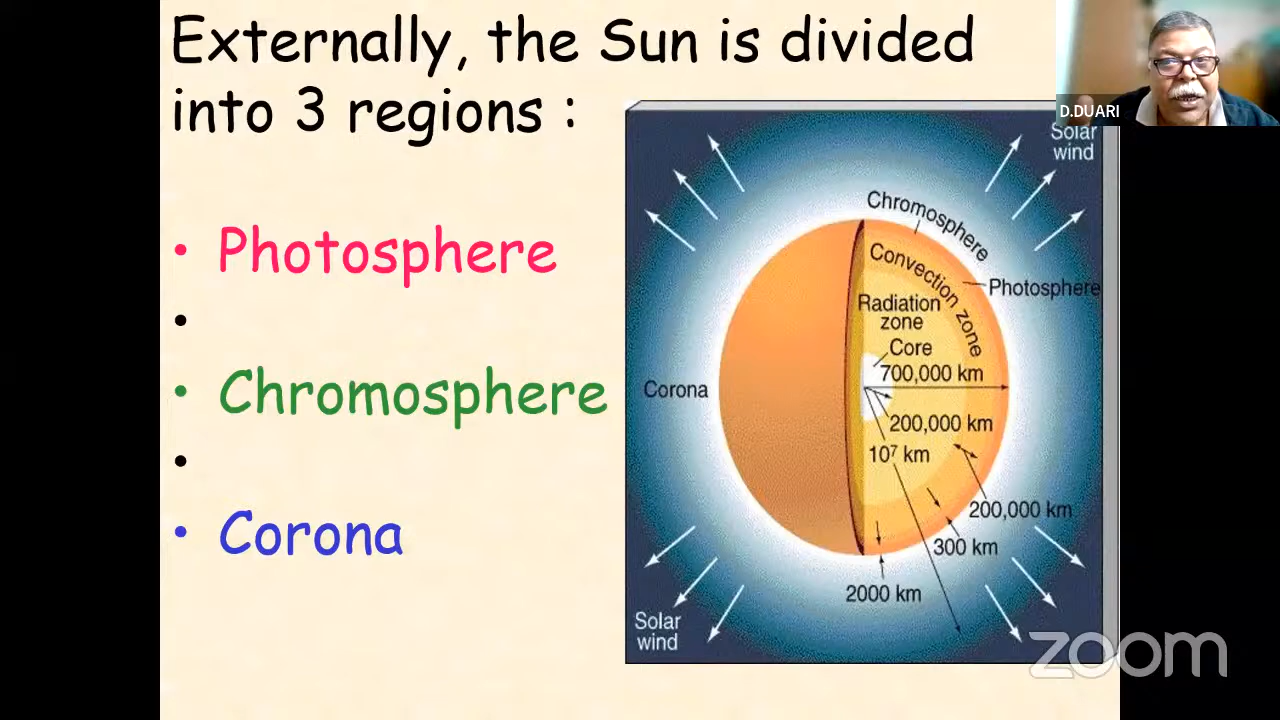 Externally, the Sun is divided
into 3 regions :
• Photosphere
•
• Chromosphere
•
• Corona
D.DUARI
Solar
wind
Chromosphere
Convection zone
Photosphere
Radiation
zone
Core
700,000 km
Corona
200,000 km
10⁷ km
200,000 km
300 km
2000 km
Solar
wind
zoom